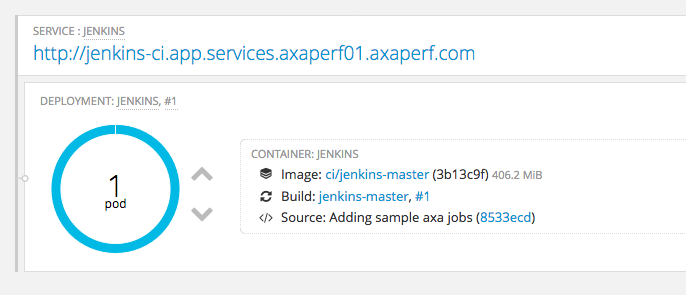 SERVICE : JENKINS
http://jenkins-ci.app.services.axaperf01.axaperf.com
DEPLOYMENT: JENKINS, #1
1
pod
CONTAINER: JENKINS
Image: ci/jenkins-master (3b13c9f) 406.2 MiB
Build: jenkins-master, #1
</> Source: Adding sample axa jobs (8533ecd)